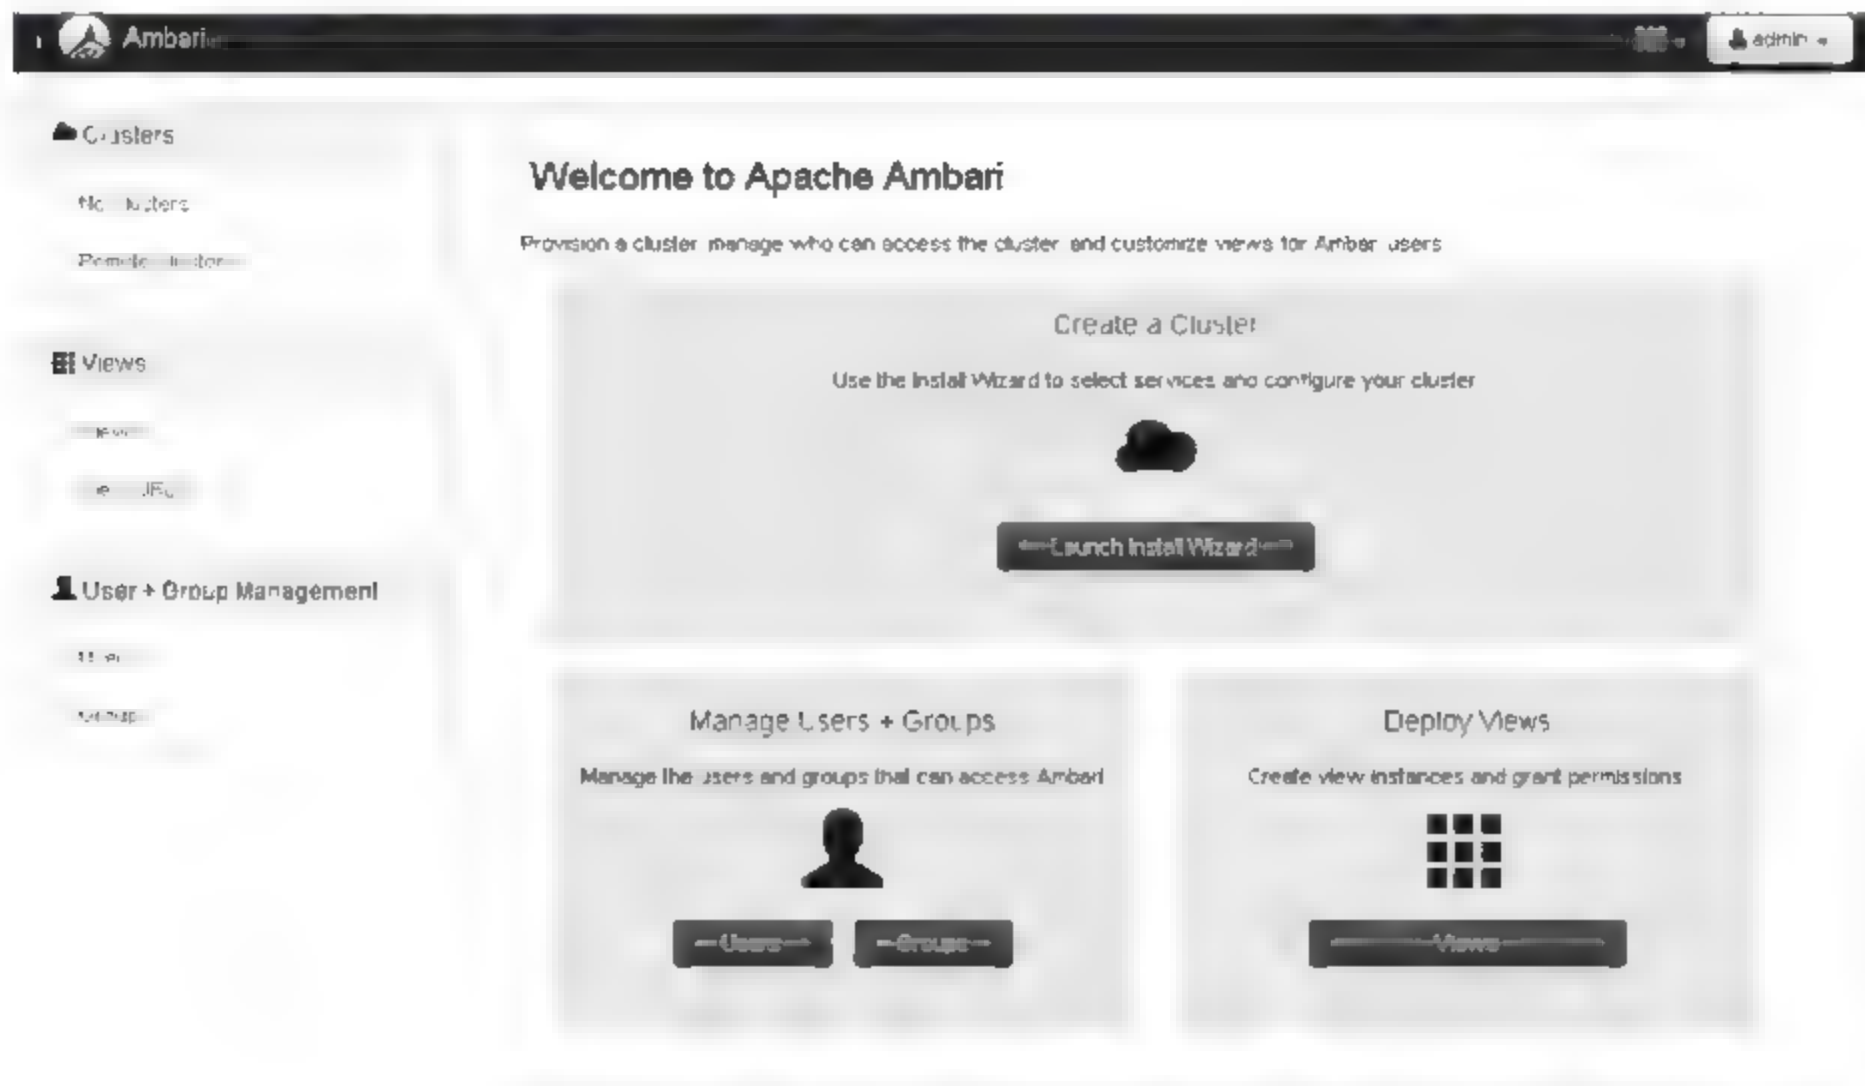 Ambari
admin
Clusters
Views
User + Group Management
Welcome to Apache Ambari
Provision a cluster manage who can access the cluster and customize views for Ambari users
Create a Cluster
Use the Install Wizard to select services and configure your cluster
Launch Install Wizard
Manage Users + Groups
Manage the users and groups that can access Ambari
Users
Groups
Deploy Views
Create view instances and grant permissions
Views